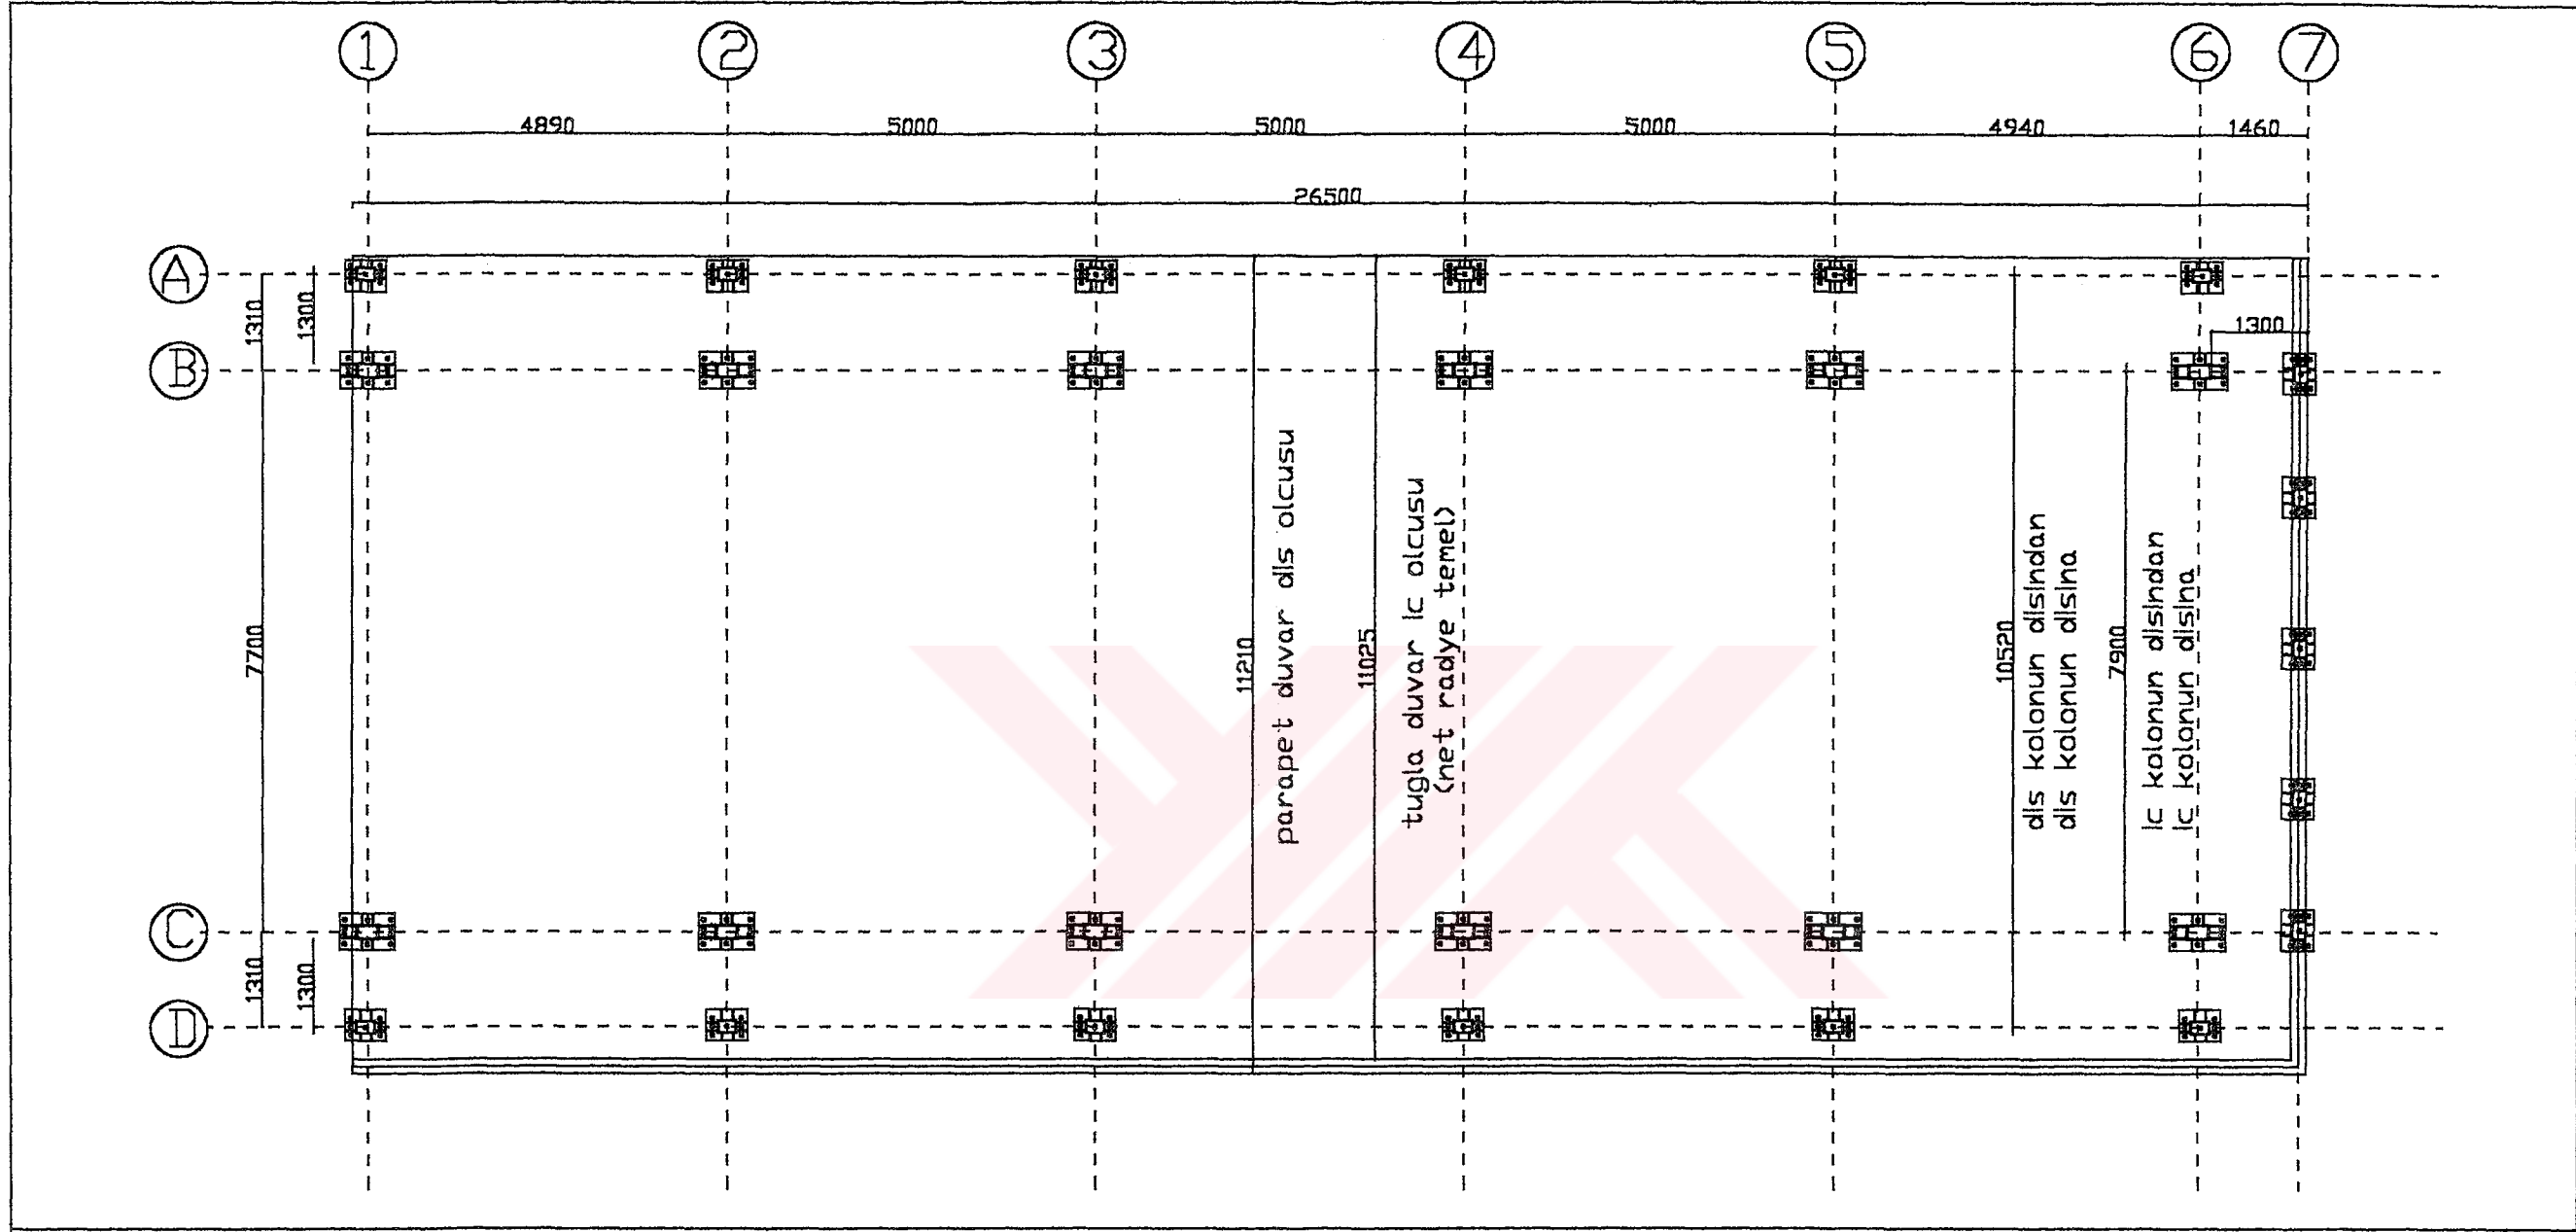 1 2 3 4 5 6 7
4890 5000 5000 5000 4940 1460
26500
A
1310
1300
B
1300
7700
parapet duvar dis olcusu
11210
tugla duvar ic olcusu
(net radye temel)
11025
dis kolonun disindan
dis kolonun disina
10520
ic kolonun disindan
ic kolonun disina
7900
C
1310
1300
D